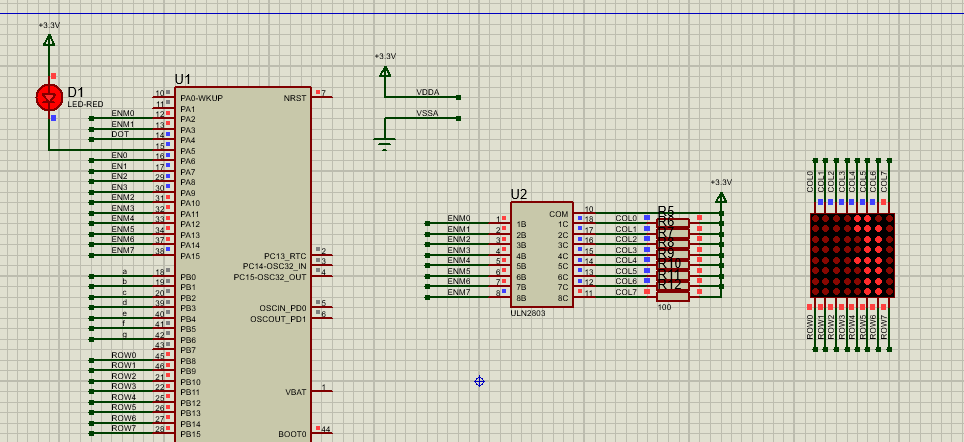 +3.3V
D1
LED-RED
U1
10 PA0-WKUP NRST 7
11 PA1
ENM0 12 PA2
ENM1 13 PA3
DOT 14 PA4
15 PA5
EN0 16 PA6
EN1 17 PA7
EN2 29 PA8
EN3 30 PA9
ENM2 31 PA10
ENM3 32 PA11
ENM4 33 PA12
ENM5 34 PA13
ENM6 37 PA14
ENM7 38 PA15
PC13_RTC 2
PC14-OSC32_IN 3
PC15-OSC32_OUT 4
a 18 PB0
b 19 PB1
c 20 PB2
d 39 PB3
e 40 PB4
f 41 PB5
g 42 PB6
43 PB7
OSCIN_PD0 5
OSCOUT_PD1 6
ROW0 45 PB8
ROW1 46 PB9
ROW2 21 PB10
ROW3 22 PB11
ROW4 25 PB12
ROW5 26 PB13
ROW6 27 PB14
ROW7 28 PB15
VBAT 1
BOOT0 44
+3.3V
VDDA
VSSA
U2
COM 10
ENM0 1 1B 1C 18 COL0
ENM1 2 2B 2C 17 COL1
ENM2 3 3B 3C 16 COL2
ENM3 4 4B 4C 15 COL3
ENM4 5 5B 5C 14 COL4
ENM5 6 6B 6C 13 COL5
ENM6 7 7B 7C 12 COL6
ENM7 8 8B 8C 11 COL7
ULN2803
+3.3V
R5
R7
R9
R10
R11
R12
100
COL0
COL1
COL2
COL3
COL4
COL5
COL6
COL7
ROW0
ROW1
ROW2
ROW3
ROW4
ROW5
ROW6
ROW7